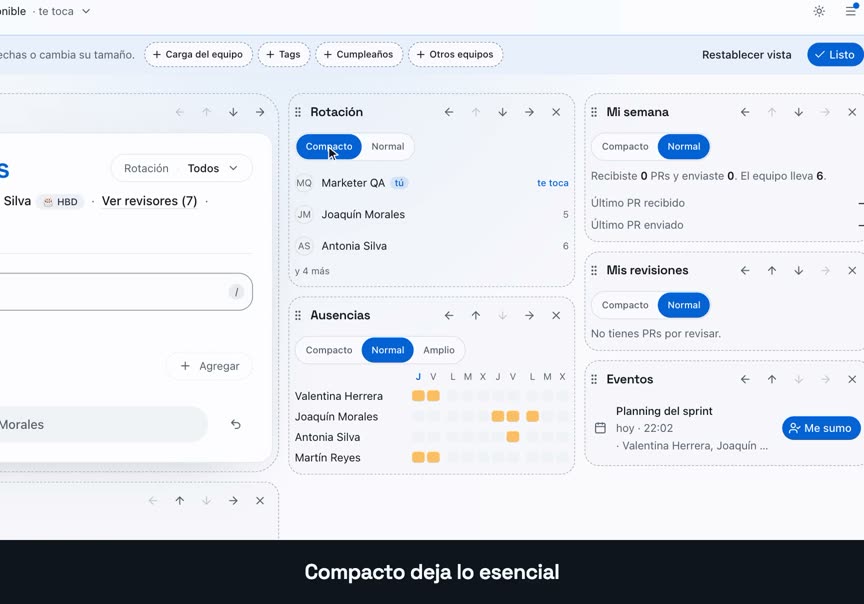 onible · te toca
echas o cambia su tamaño.
+ Carga del equipo
+ Tags
+ Cumpleaños
+ Otros equipos
Restablecer vista
Listo
s
Rotación Todos
Silva HBD · Ver revisores (7) ·
/
+ Agregar
Morales
Rotación
Compacto Normal
MQ Marketer QA tú te toca
JM Joaquín Morales 5
AS Antonia Silva 6
y 4 más
Ausencias
Compacto Normal Amplio
J V L M X J V L M X
Valentina Herrera
Joaquín Morales
Antonia Silva
Martín Reyes
Mi semana
Compacto Normal
Recibiste 0 PRs y enviaste 0. El equipo lleva 6.
Último PR recibido –
Último PR enviado –
Mis revisiones
Compacto Normal
No tienes PRs por revisar.
Eventos
Planning del sprint
hoy · 22:02
· Valentina Herrera, Joaquín ...
Me sumo
Compacto deja lo esencial